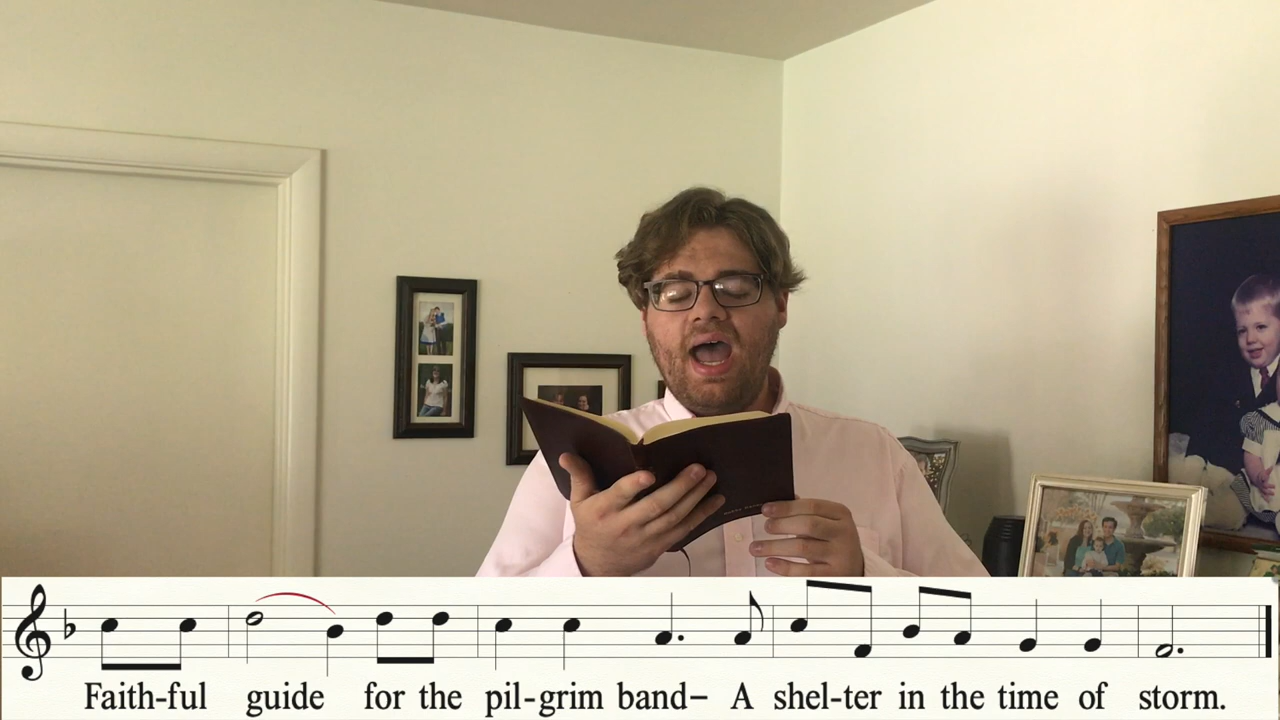 Faith-ful guide for the pil-grim band– A shel-ter in the time of storm.